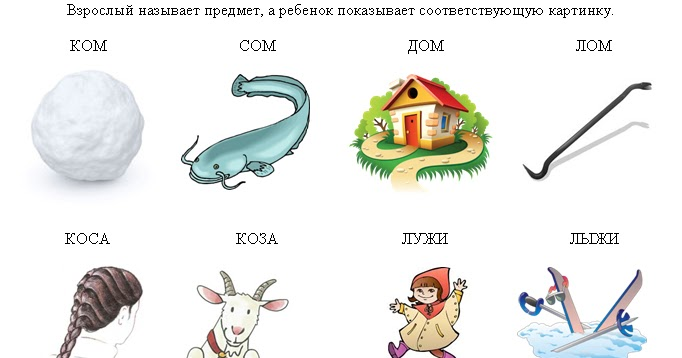 Взрослый называет предмет, а ребенок показывает соответствующую картинку.
КОМ СОМ ДОМ ЛОМ
КОСА КОЗА ЛУЖИ ЛЫЖИ